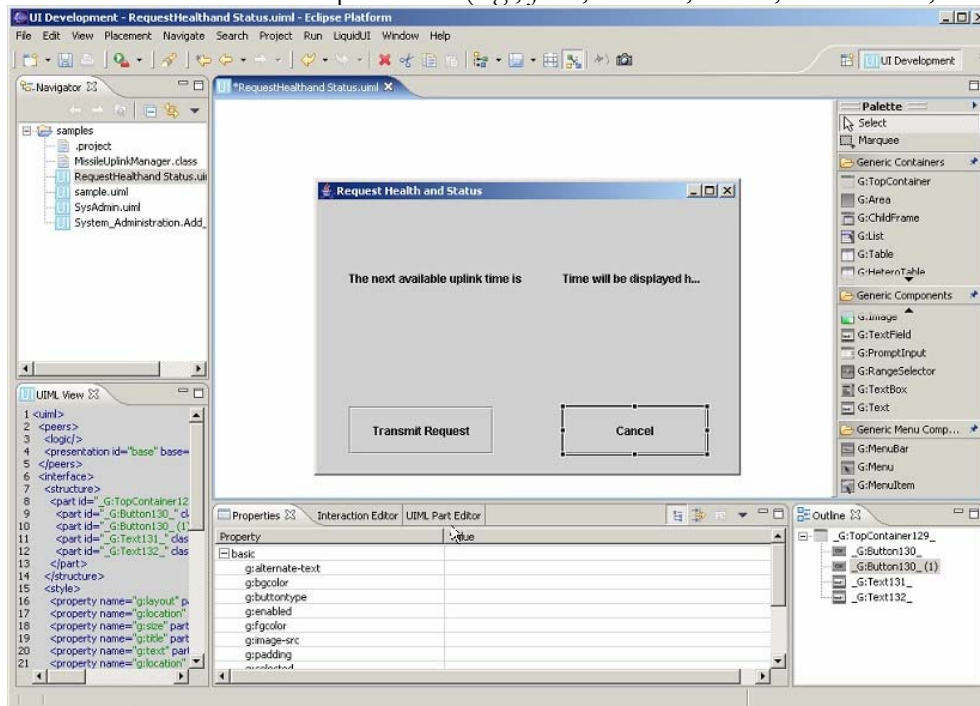 UI Development - RequestHealthand Status.uiml - Eclipse Platform
File Edit View Placement Navigate Search Project Run LiquidUI Window Help
UI Development
Navigator
samples
.project
MissileUplinkManager.class
RequestHealthand Status.ui
sample.uiml
SysAdmin.uiml
System_Administration.Add_
*RequestHealthand Status.uiml
Request Health and Status
The next available uplink time is
Time will be displayed h...
Transmit Request
Cancel
Palette
Select
Marquee
Generic Containers
G:TopContainer
G:Area
G:ChildFrame
G:List
G:Table
G:HeteroTable
Generic Components
G:Image
G:TextField
G:PromptInput
G:RangeSelector
G:TextBox
G:Text
Generic Menu Comp...
G:MenuBar
G:Menu
G:MenuItem
UIML View
1 <uiml>
2 <peers>
3 <logic/>
4 <presentation id="base" base=
5 </peers>
6 <interface>
7 <structure>
8 <part id="_G:TopContainer12
9 <part id="_G:Button130_" cl
10 <part id="_G:Button130_(1)
11 <part id="_G:Text131_" clas
12 <part id="_G:Text132_" clas
13 </part>
14 </structure>
15 <style>
16 <property name="g:layout" p
17 <property name="g:location"
18 <property name="g:size" part
19 <property name="g:title" part
20 <property name="g:text" part
21 <property name="g:location"
Properties Interaction Editor UIML Part Editor
Property Value
basic
g:alternate-text
g:bgcolor
g:buttontype
g:enabled
g:fgcolor
g:image-src
g:padding
g:selected
Outline
_G:TopContainer129_
_G:Button130_
_G:Button130_(1)
_G:Text131_
_G:Text132_